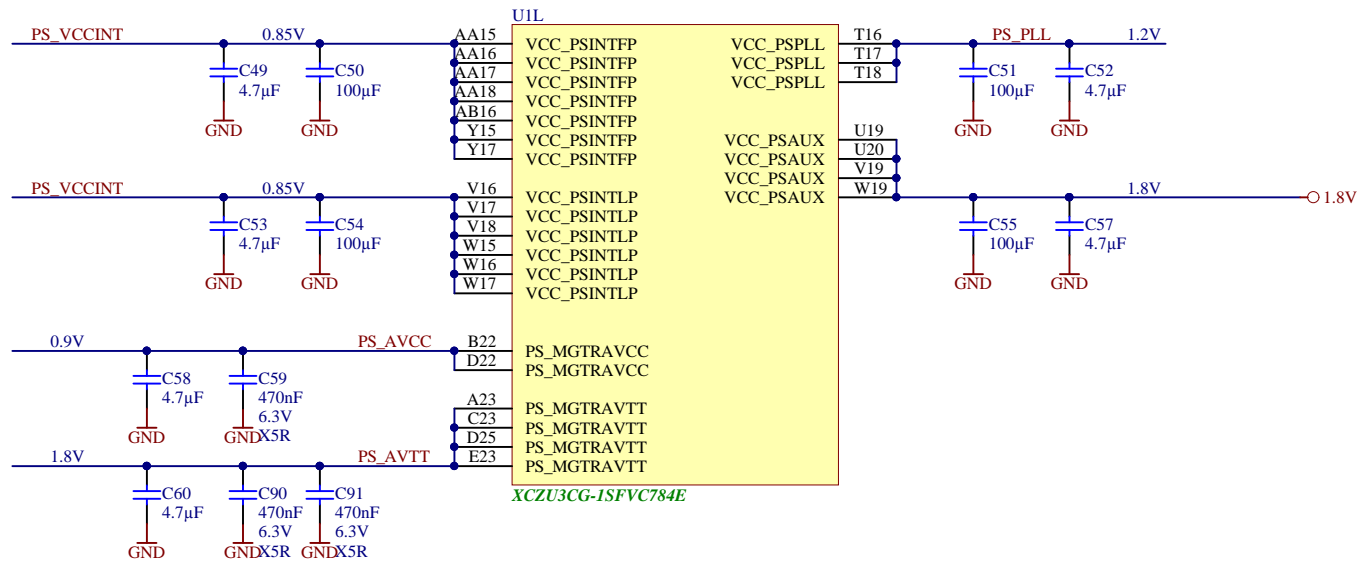 U1L
PS_VCCINT 0.85V AA15 VCC_PSINTFP VCC_PSPLL T16 PS_PLL 1.2V
AA16 VCC_PSINTFP VCC_PSPLL T17
C49 C50 AA17 VCC_PSINTFP VCC_PSPLL T18 C51 C52
4.7µF 100µF AA18 VCC_PSINTFP 100µF 4.7µF
AB16 VCC_PSINTFP
GND GND Y15 VCC_PSINTFP VCC_PSAUX U19 GND GND
Y17 VCC_PSINTFP VCC_PSAUX U20
VCC_PSAUX V19
PS_VCCINT 0.85V V16 VCC_PSINTLP VCC_PSAUX W19 1.8V 1.8V
V17 VCC_PSINTLP
C53 C54 V18 VCC_PSINTLP C55 C57
4.7µF 100µF W15 VCC_PSINTLP 100µF 4.7µF
W16 VCC_PSINTLP
GND GND W17 VCC_PSINTLP GND GND
0.9V PS_AVCC B22 PS_MGTRAVCC
D22 PS_MGTRAVCC
C58 C59
4.7µF 470nF
6.3V
A23 PS_MGTRAVTT
GND GND X5R C23 PS_MGTRAVTT
D25 PS_MGTRAVTT
1.8V PS_AVTT E23 PS_MGTRAVTT
C60 C90 C91 XCZU3CG-1SFVC784E
4.7µF 470nF 470nF
6.3V 6.3V
GND GND X5R GND X5R